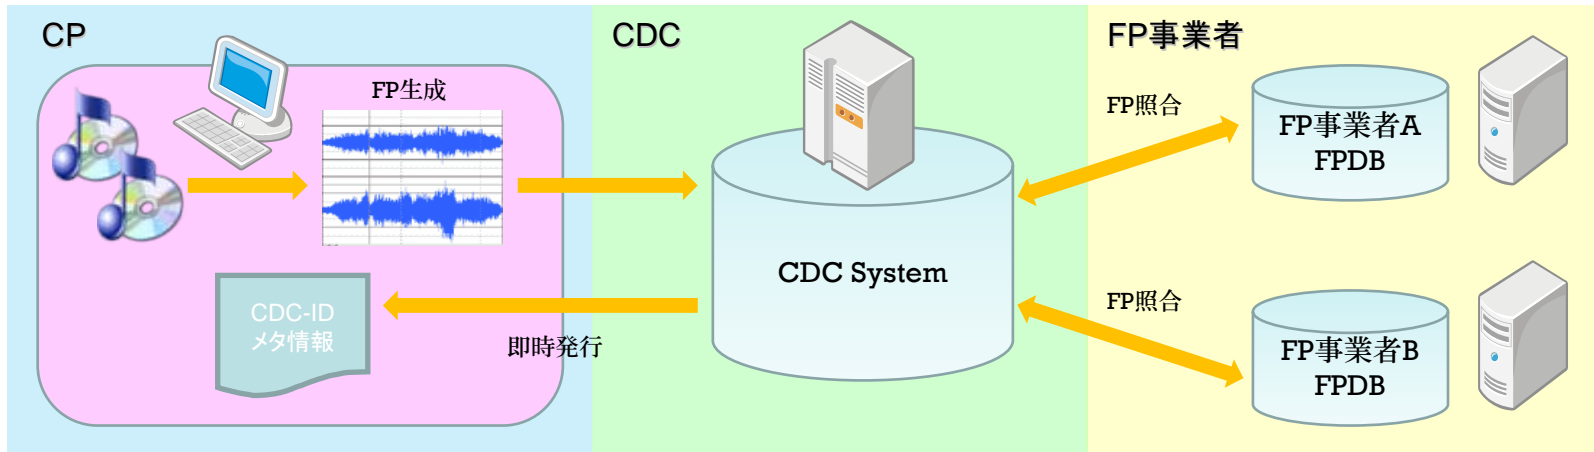 CP
CDC
FP事業者
FP生成
FP照合
FP事業者A
FPDB
CDC System
CDC-ID
メタ情報
即時発行
FP照合
FP事業者B
FPDB